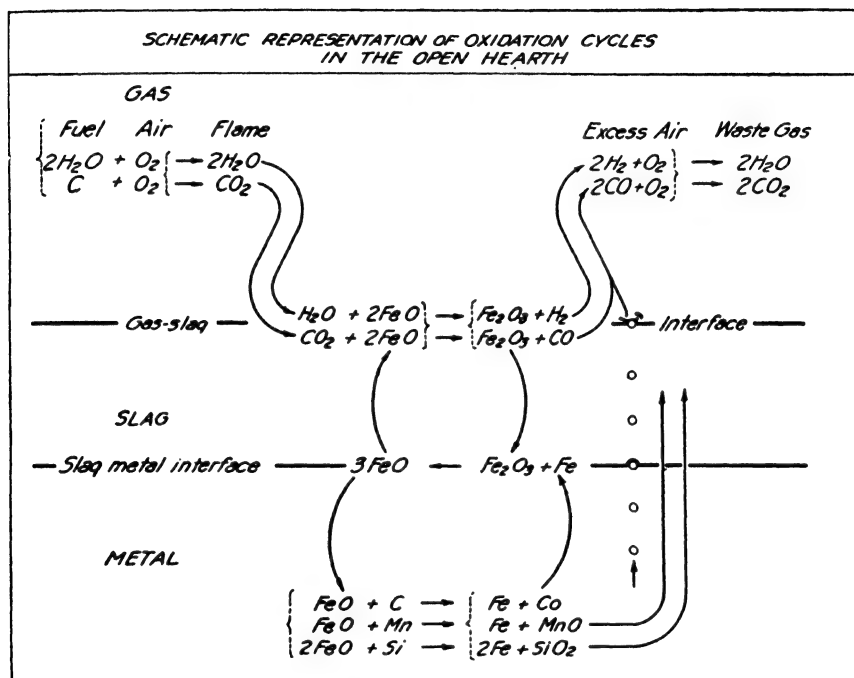 SCHEMATIC REPRESENTATION OF OXIDATION CYCLES
IN THE OPEN HEARTH
GAS
Fuel Air Flame Excess Air Waste Gas
2H₂O + O₂ → 2H₂O 2H₂ + O₂ → 2H₂O
C + O₂ → CO₂ 2CO + O₂ → 2CO₂
H₂O + 2FeO → Fe₂O₃ + H₂
Gas-slag Interface
CO₂ + 2FeO → Fe₂O₃ + CO
SLAG
Slag metal interface 3FeO ← Fe₂O₃ + Fe
METAL
FeO + C → Fe + Co
FeO + Mn → Fe + MnO
2FeO + Si → 2Fe + SiO₂